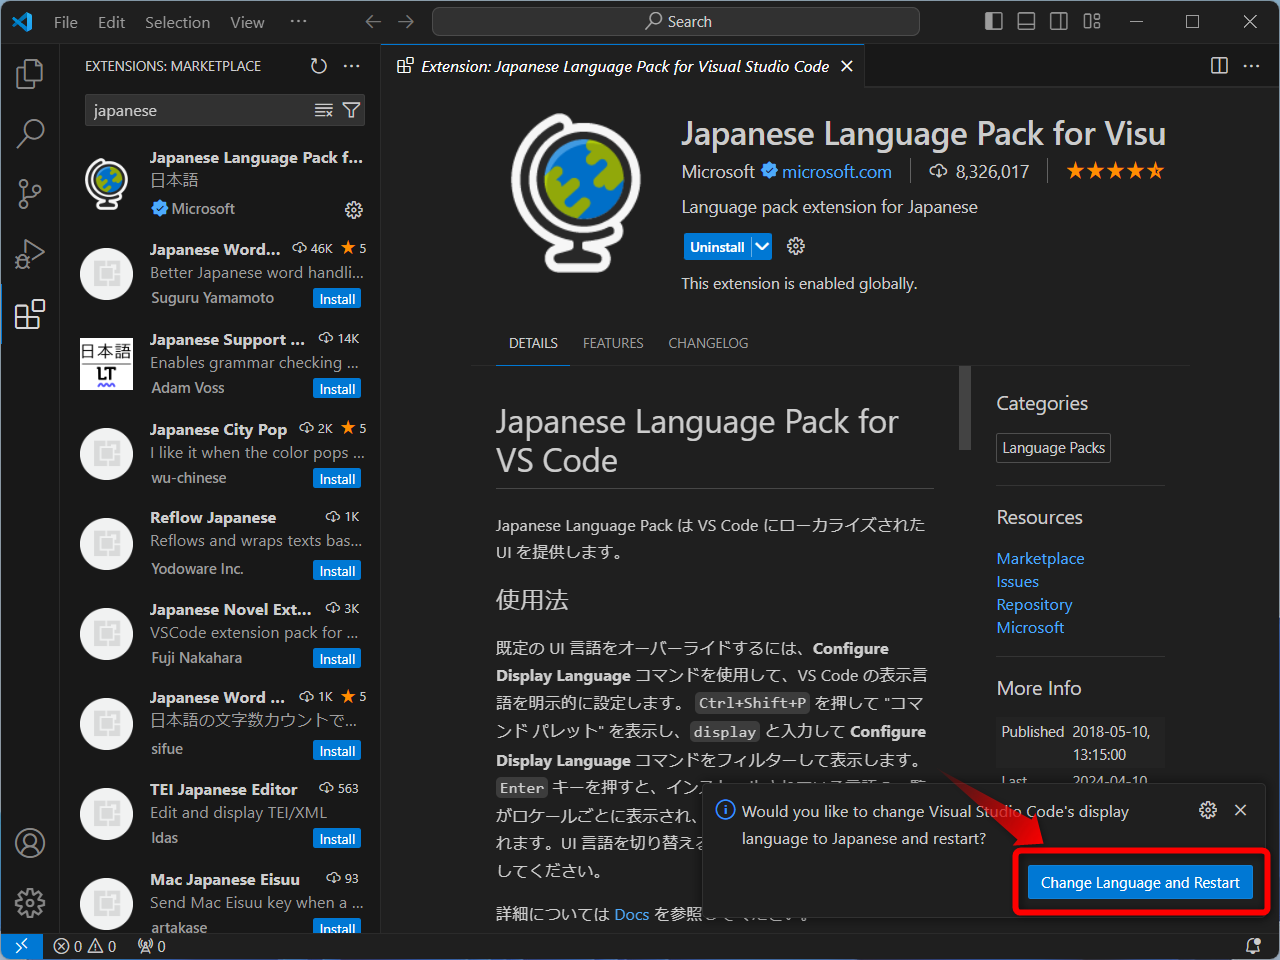 File Edit Selection View ··· Search
EXTENSIONS: MARKETPLACE
japanese
Japanese Language Pack f...
日本語
Microsoft
Japanese Word... 46K ★ 5
Better Japanese word handli...
Suguru Yamamoto Install
日本語
LT
Japanese Support ... 14K
Enables grammar checking ...
Adam Voss Install
Japanese City Pop 2K ★ 5
I like it when the color pops ...
wu-chinese Install
Reflow Japanese 1K
Reflows and wraps texts bas...
Yodoware Inc. Install
Japanese Novel Ext... 3K
VSCode extension pack for ...
Fuji Nakahara Install
Japanese Word ... 1K ★ 5
日本語の文字数カウントで...
sifue Install
TEI Japanese Editor 563
Edit and display TEI/XML
ldas Install
Mac Japanese Eisuu 93
Send Mac Eisuu key when a ...
artakase Install
Extension: Japanese Language Pack for Visual Studio Code
Japanese Language Pack for Visu
Microsoft microsoft.com 8,326,017
Language pack extension for Japanese
Uninstall
This extension is enabled globally.
DETAILS FEATURES CHANGELOG
Japanese Language Pack for
VS Code
Japanese Language Pack は VS Code にローカライズされた
UI を提供します。
使用法
既定の UI 言語をオーバーライドするには、Configure
Display Language コマンドを使用して、VS Code の表示言
語を明示的に設定します。 Ctrl+Shift+P を押して "コマ
ンド パレット" を表示し、display と入力して Configure
Display Language コマンドをフィルターして表示します。
Enter キーを押すと、インス
がロケールごとに表示され、
れます。UI 言語を切り替える
してください。
詳細については Docs を参照してください。
Categories
Language Packs
Resources
Marketplace
Issues
Repository
Microsoft
More Info
Published 2018-05-10,
13:15:00
Last 2024-04-10,
Would you like to change Visual Studio Code's display
language to Japanese and restart?
Change Language and Restart
0 0 0